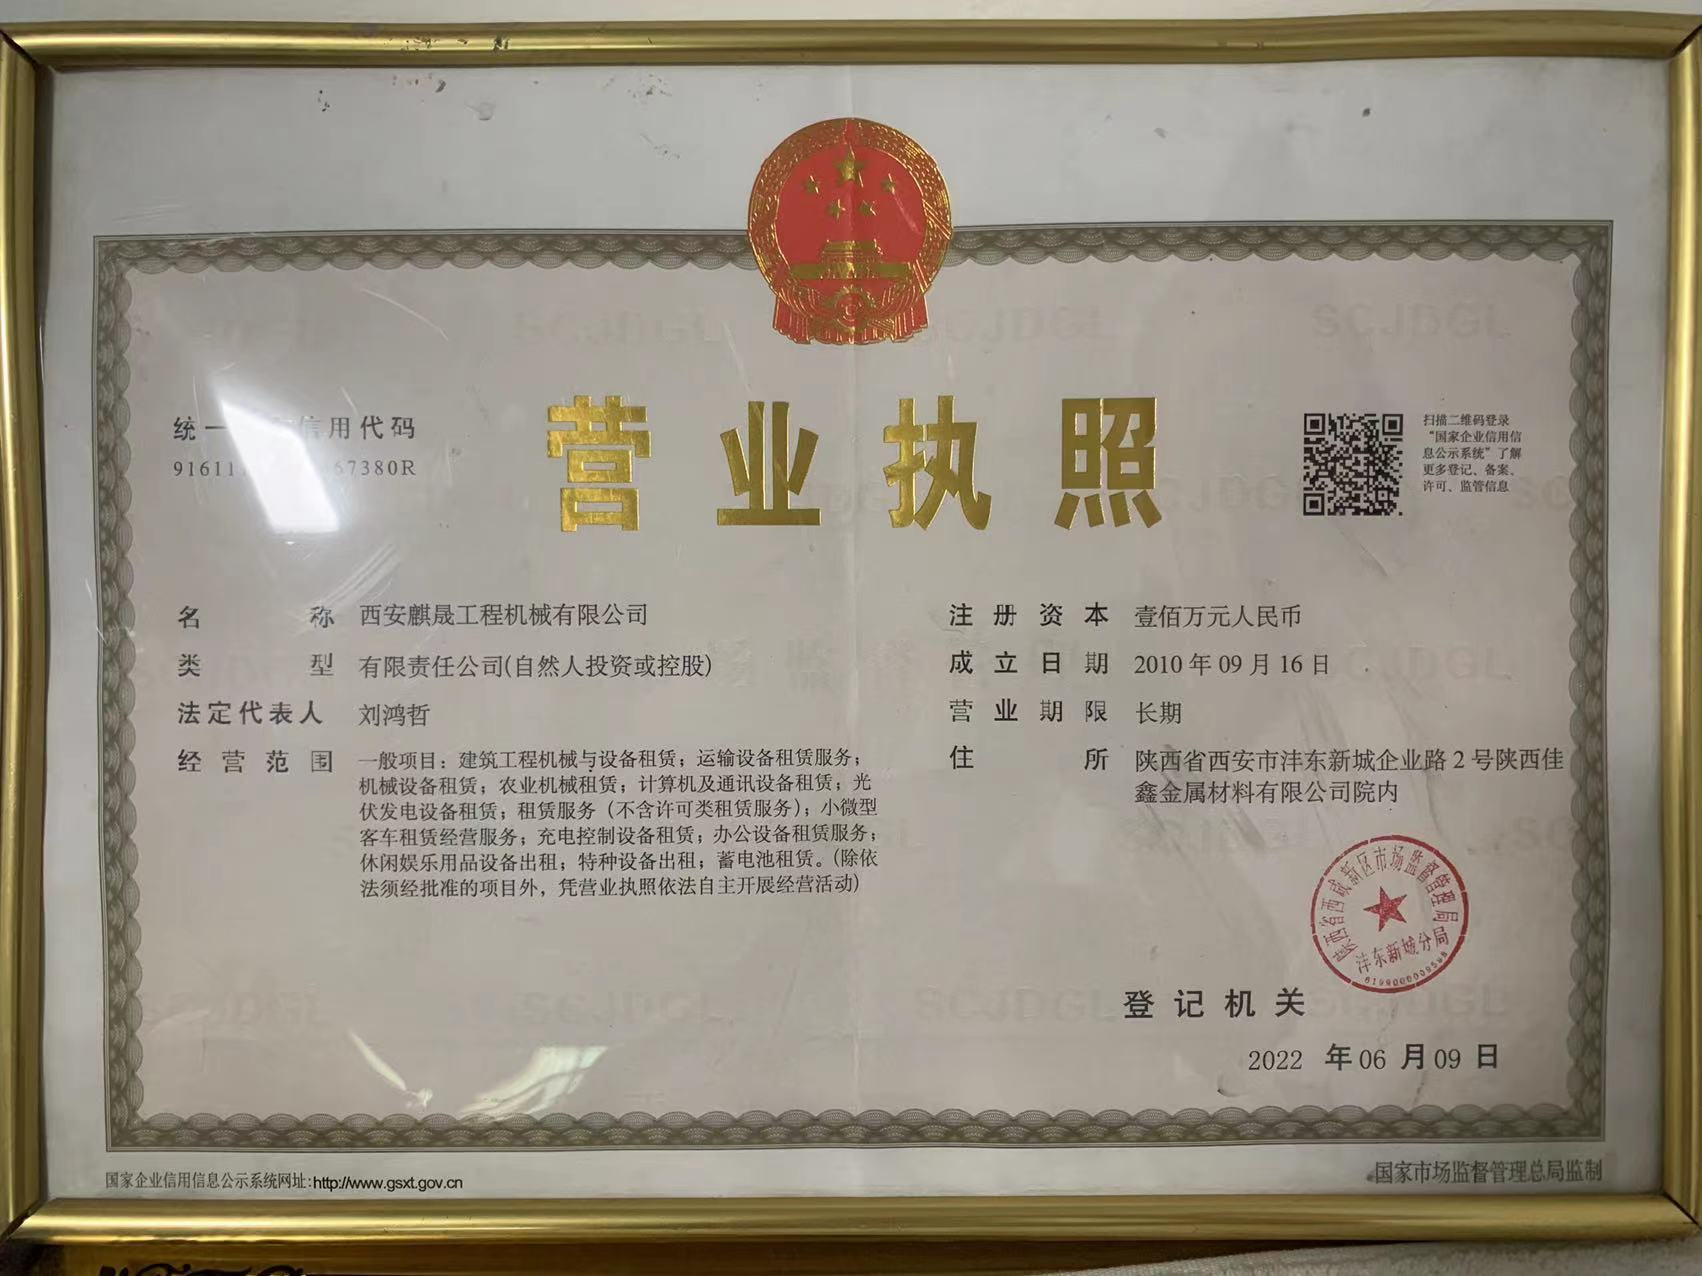 统一 信用代码
扫描二维码登录
“国家企业信用信
息公示系统”了解
更多登记、备案、
许可、监管信息
营业执照
名称 西安麒晟工程机械有限公司
类型 有限责任公司(自然人投资或控股)
法定代表人 刘鸿哲
经营范围 一般项目：建筑工程机械与设备租赁；运输设备租赁服务；
机械设备租赁；农业机械租赁；计算机及通讯设备租赁；光
伏发电设备租赁；租赁服务（不含许可类租赁服务）；小微型
客车租赁经营服务；充电控制设备租赁；办公设备租赁服务；
休闲娱乐用品设备出租；特种设备出租；蓄电池租赁。(除依
法须经批准的项目外，凭营业执照依法自主开展经营活动)
注册资本 壹佰万元人民币
成立日期 2010 年 09 月 16 日
营业期限 长期
住所 陕西省西安市沣东新城企业路 2 号陕西佳
鑫金属材料有限公司院内
陕西省西咸新区市场监督管理局
沣东新城分局
登记机关
2022 年 06 月 09 日
国家企业信用信息公示系统网址:http://www.gsxt.gov.cn
国家市场监督管理总局监制
SCJDGL